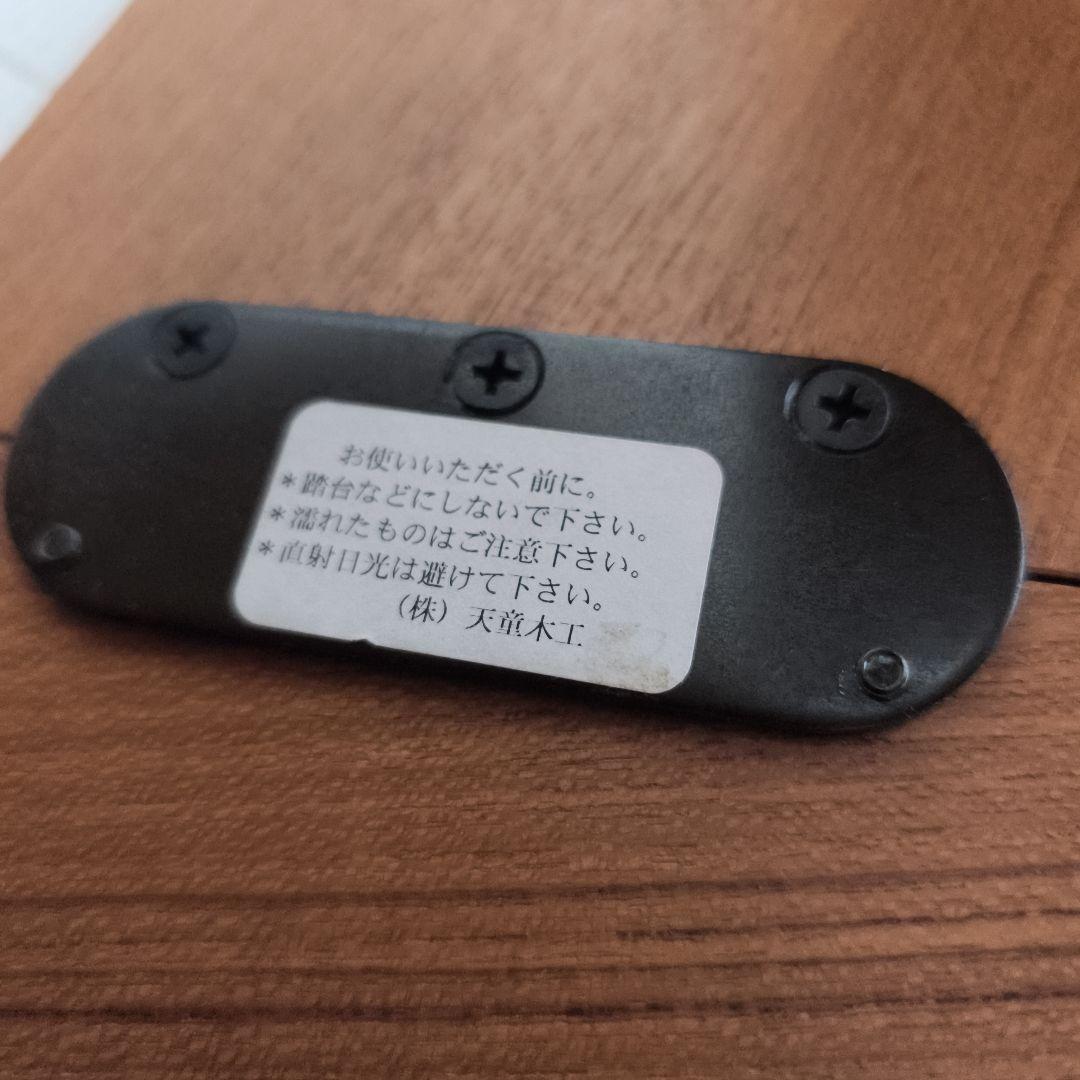 お使いいただく前に。
＊踏台などにしないで下さい。
＊濡れたものはご注意下さい。
＊直射日光は避けて下さい。
（株）天童木工